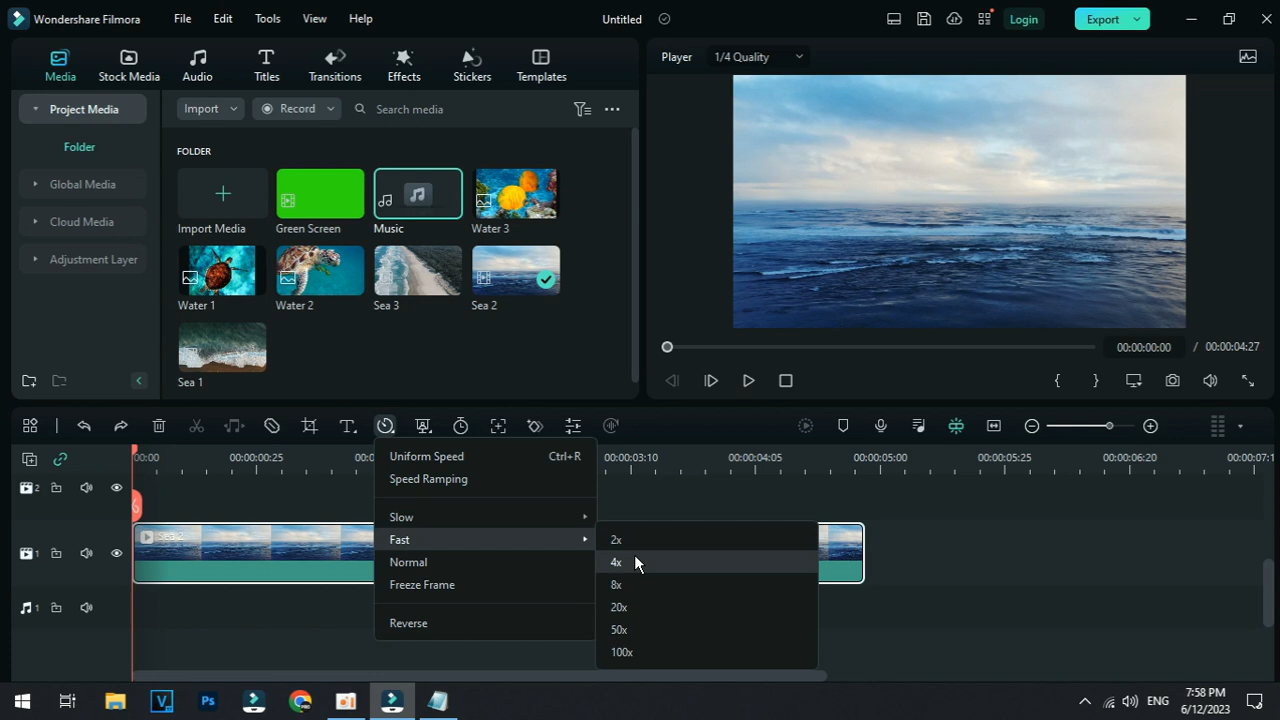 Wondershare Filmora File Edit Tools View Help Untitled Login Export
Media Stock Media Audio Titles Transitions Effects Stickers Templates
Player 1/4 Quality
Project Media Import Record Search media
Folder
FOLDER
Global Media
Cloud Media
Adjustment Layer
Import Media Green Screen Music Water 3
Water 1 Water 2 Sea 3 Sea 2
Sea 1
00:00:00:00 / 00:00:04:27
00:00 00:00:00:25 00:00:03:10 00:00:04:05 00:00:05:00 00:00:05:25 00:00:06:20 00:00:07:1
Uniform Speed Ctrl+R
Speed Ramping
Slow
Fast
Normal
Freeze Frame
Reverse
2x
4x
8x
20x
50x
100x
2
1
Sea 2
1
Ps ENG 7:58 PM
6/12/2023